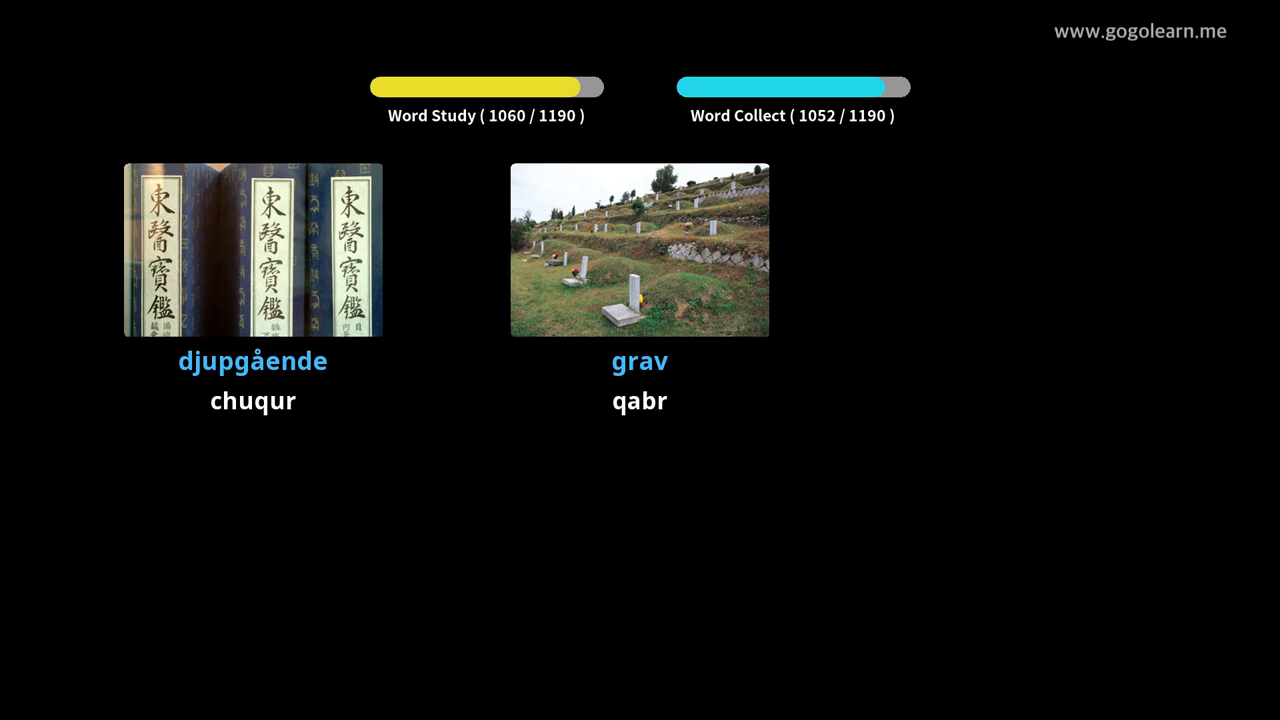 www.gogolearn.me
Word Study ( 1060 / 1190 )
Word Collect ( 1052 / 1190 )
東醫寶鑑
東醫寶鑑
東醫寶鑑
djupgående
chuqur
grav
qabr